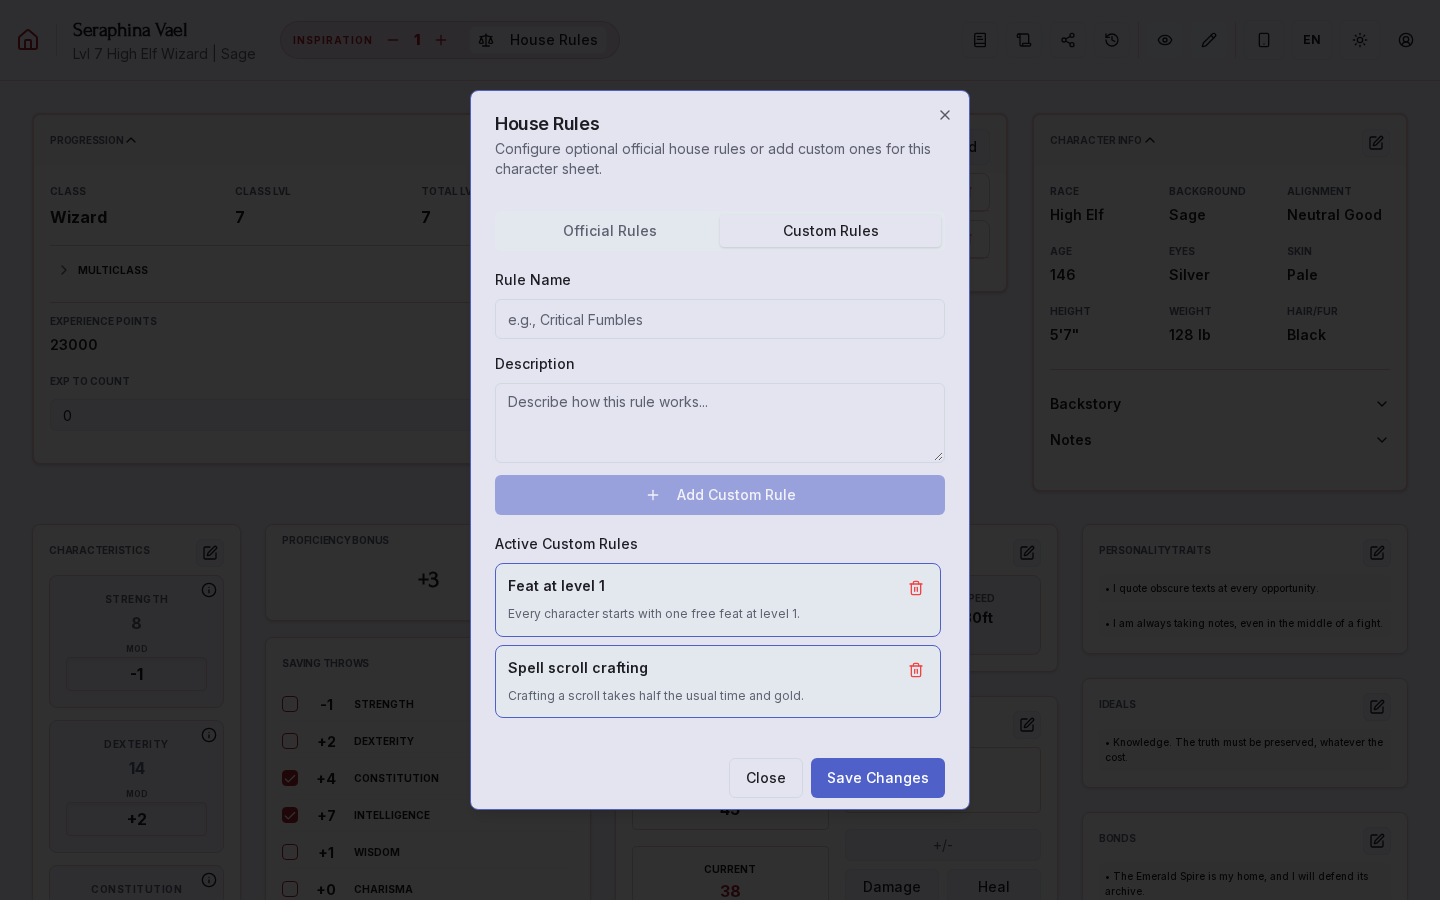 Seraphina Vael
Lvl 7 High Elf Wizard | Sage
INSPIRATION
1
House Rules
EN
House Rules
Configure optional official house rules or add custom ones for this
character sheet.
Official Rules
Custom Rules
Rule Name
e.g., Critical Fumbles
Description
Describe how this rule works...
Add Custom Rule
Active Custom Rules
Feat at level 1
Every character starts with one free feat at level 1.
Spell scroll crafting
Crafting a scroll takes half the usual time and gold.
Close
Save Changes
PROGRESSION
CLASS
CLASS LVL
Wizard
7
7
MULTICLASS
EXPERIENCE POINTS
23000
EXP TO COUNT
0
CHARACTER INFO
RACE
BACKGROUND
ALIGNMENT
High Elf
Sage
Neutral Good
AGE
EYES
SKIN
146
Silver
Pale
HEIGHT
WEIGHT
HAIR/FUR
5'7"
128 lb
Black
Backstory
Notes
CHARACTERISTICS
STRENGTH
8
MOD
-1
DEXTERITY
14
MOD
+2
CONSTITUTION
PROFICIENCY BONUS
+3
SAVING THROWS
-1 STRENGTH
+2 DEXTERITY
+4 CONSTITUTION
+7 INTELLIGENCE
+1 WISDOM
+0 CHARISMA
CURRENT
38
+/-
Damage
Heal
PERSONALITY TRAITS
• I quote obscure texts at every opportunity.
• I am always taking notes, even in the middle of a fight.
IDEALS
• Knowledge. The truth must be preserved, whatever the
cost.
BONDS
• The Emerald Spire is my home, and I will defend its
archive.